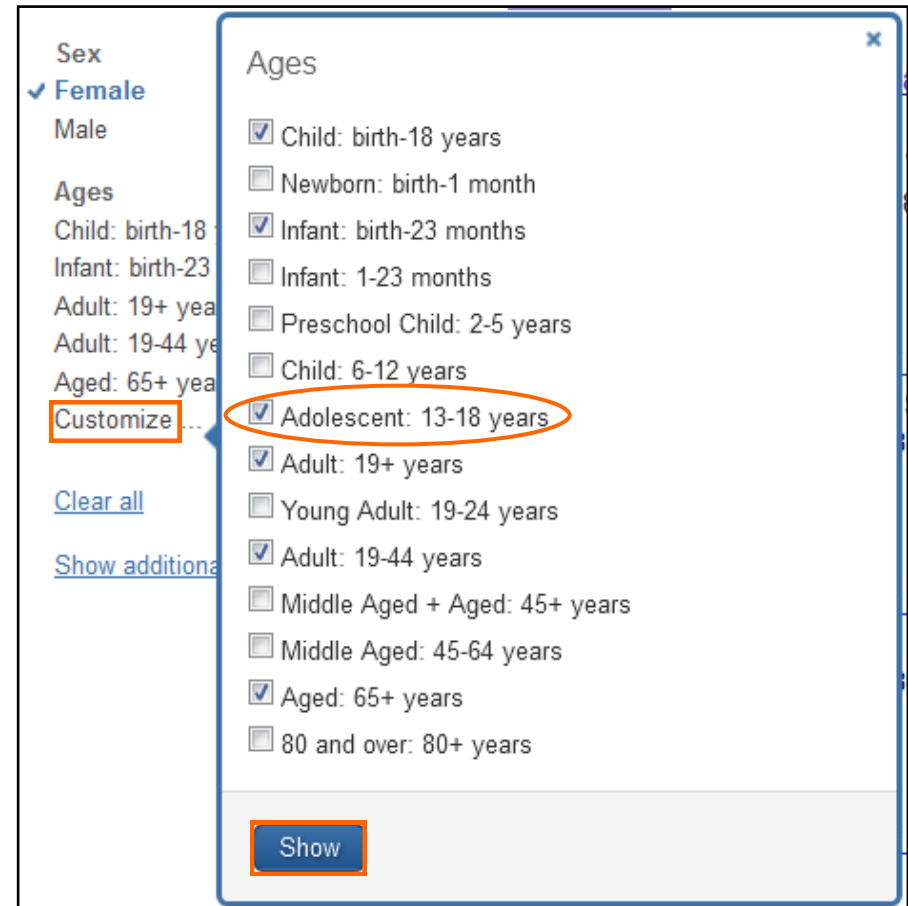 Sex
Female
Male
Ages
Child: birth-18
Infant: birth-23
Adult: 19+ yea
Adult: 19-44 ye
Aged: 65+ yea
Customize ...
Clear all
Show additiona
Ages
Child: birth-18 years
Newborn: birth-1 month
Infant: birth-23 months
Infant: 1-23 months
Preschool Child: 2-5 years
Child: 6-12 years
Adolescent: 13-18 years
Adult: 19+ years
Young Adult: 19-24 years
Adult: 19-44 years
Middle Aged + Aged: 45+ years
Middle Aged: 45-64 years
Aged: 65+ years
80 and over: 80+ years
Show